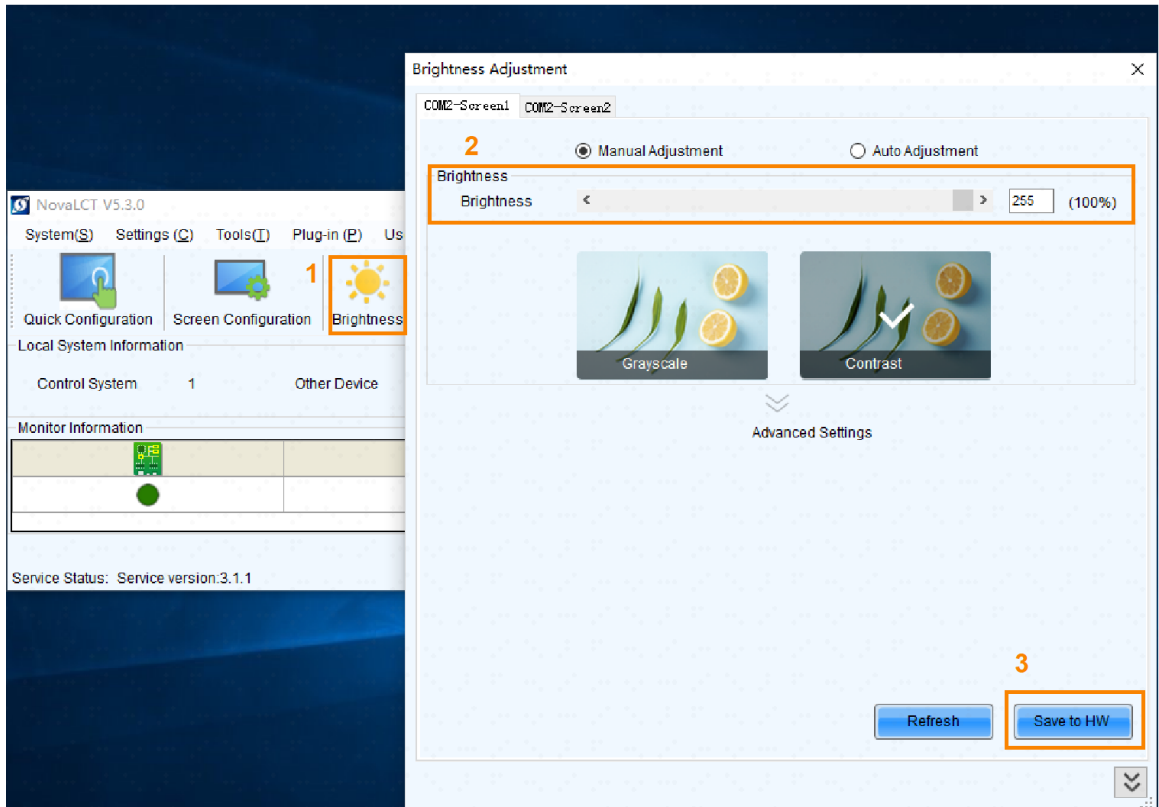 Brightness Adjustment
COM2-Screen1 COM2-Screen2
2
Manual Adjustment Auto Adjustment
Brightness
Brightness 255 (100%)
NovaLCT V5.3.0
System(S) Settings (C) Tools(T) Plug-in (P) Us
1
Quick Configuration Screen Configuration Brightness
Local System Information
Control System 1 Other Device
Monitor Information
Service Status: Service version:3.1.1
Grayscale Contrast
Advanced Settings
3
Refresh Save to HW